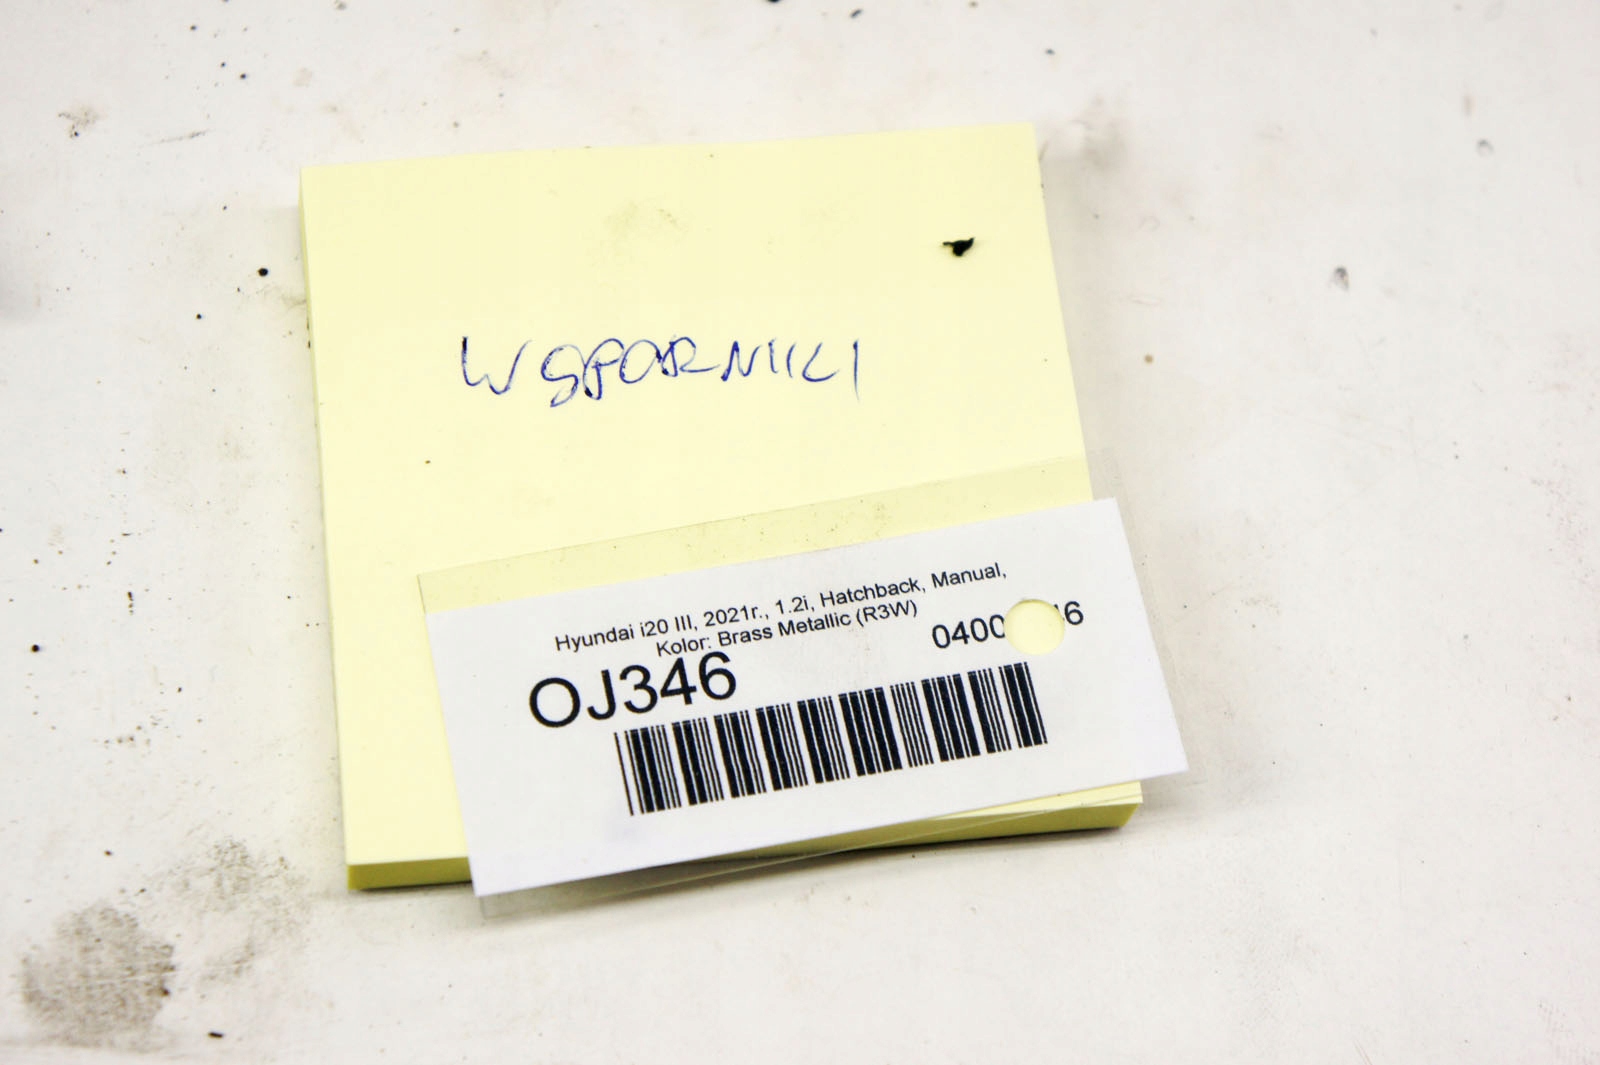 WSPORNIKI
Hyundai i20 III, 2021r., 1.2i, Hatchback, Manual,
Kolor: Brass Metallic (R3W)
OJ346